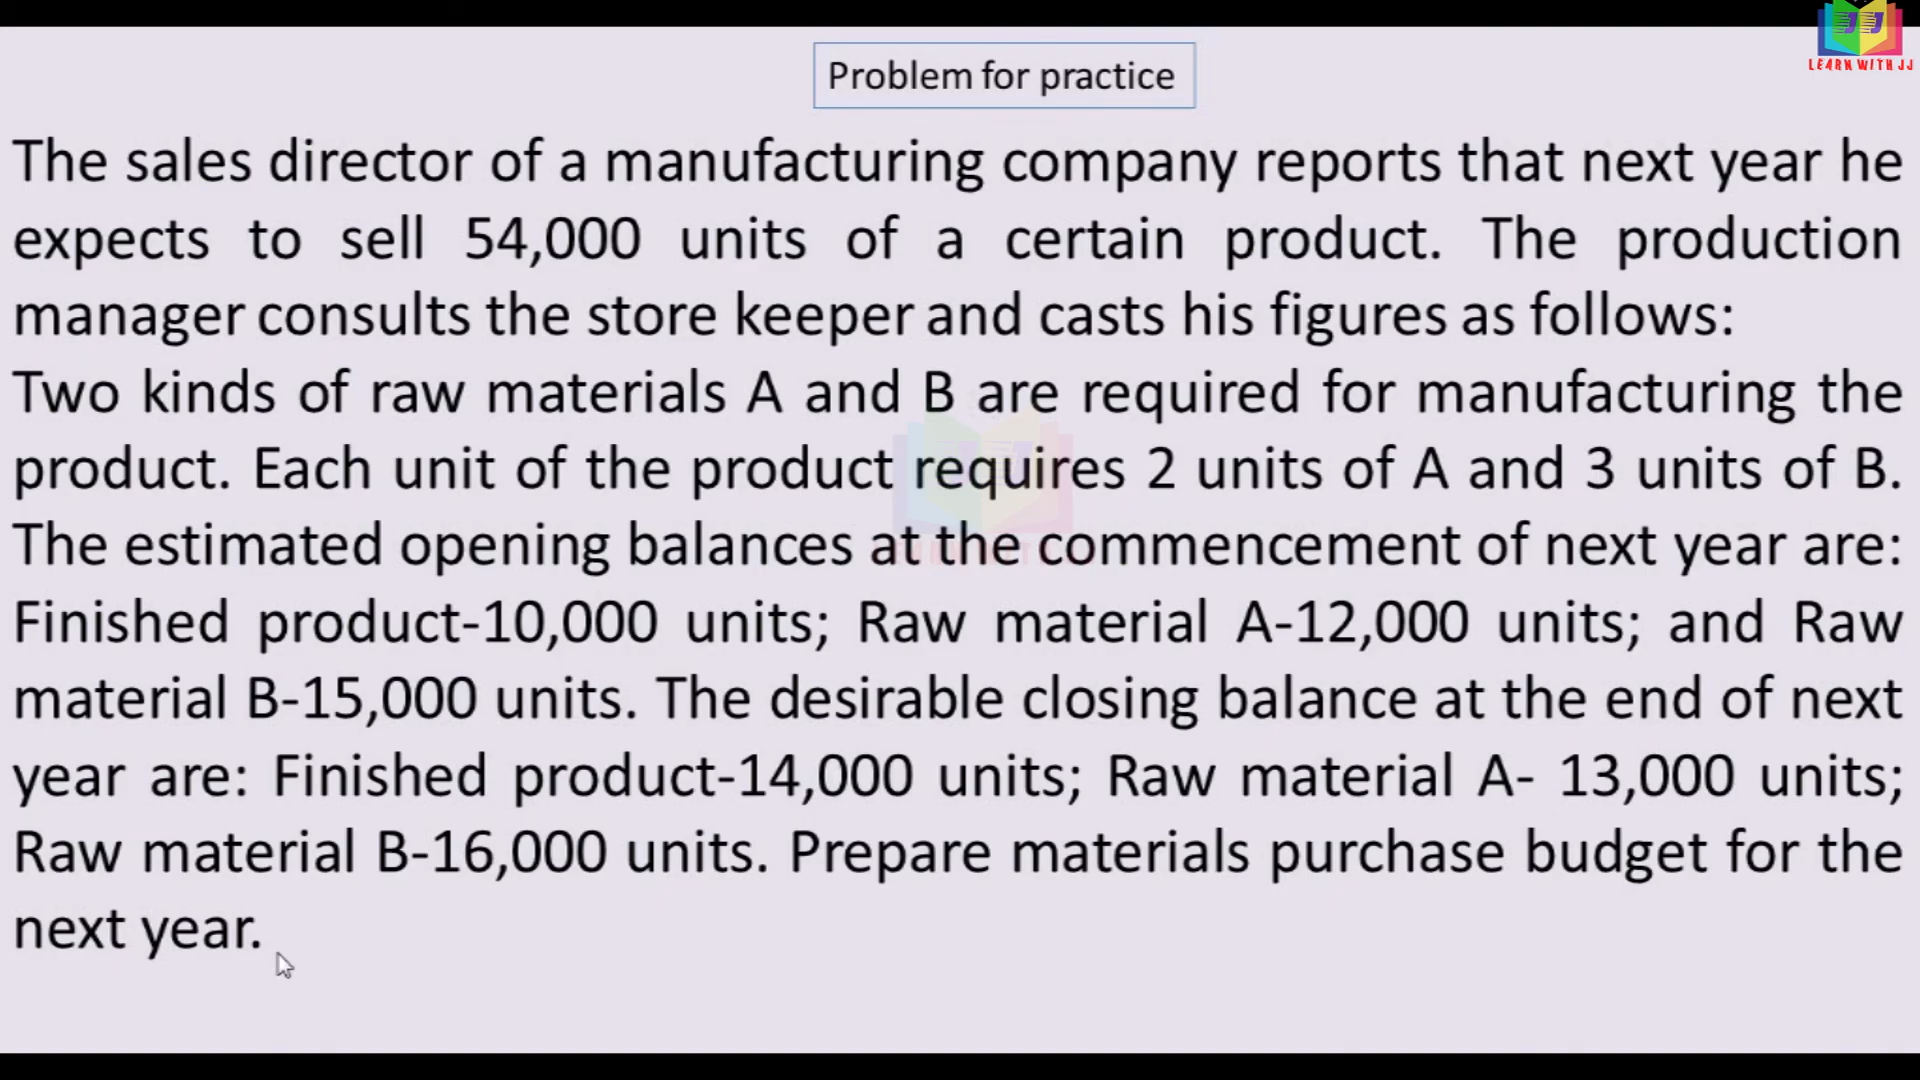 LEARN WITH JJ
Problem for practice
The sales director of a manufacturing company reports that next year he
expects to sell 54,000 units of a certain product. The production
manager consults the store keeper and casts his figures as follows:
Two kinds of raw materials A and B are required for manufacturing the
product. Each unit of the product requires 2 units of A and 3 units of B.
The estimated opening balances at the commencement of next year are:
Finished product-10,000 units; Raw material A-12,000 units; and Raw
material B-15,000 units. The desirable closing balance at the end of next
year are: Finished product-14,000 units; Raw material A- 13,000 units;
Raw material B-16,000 units. Prepare materials purchase budget for the
next year.